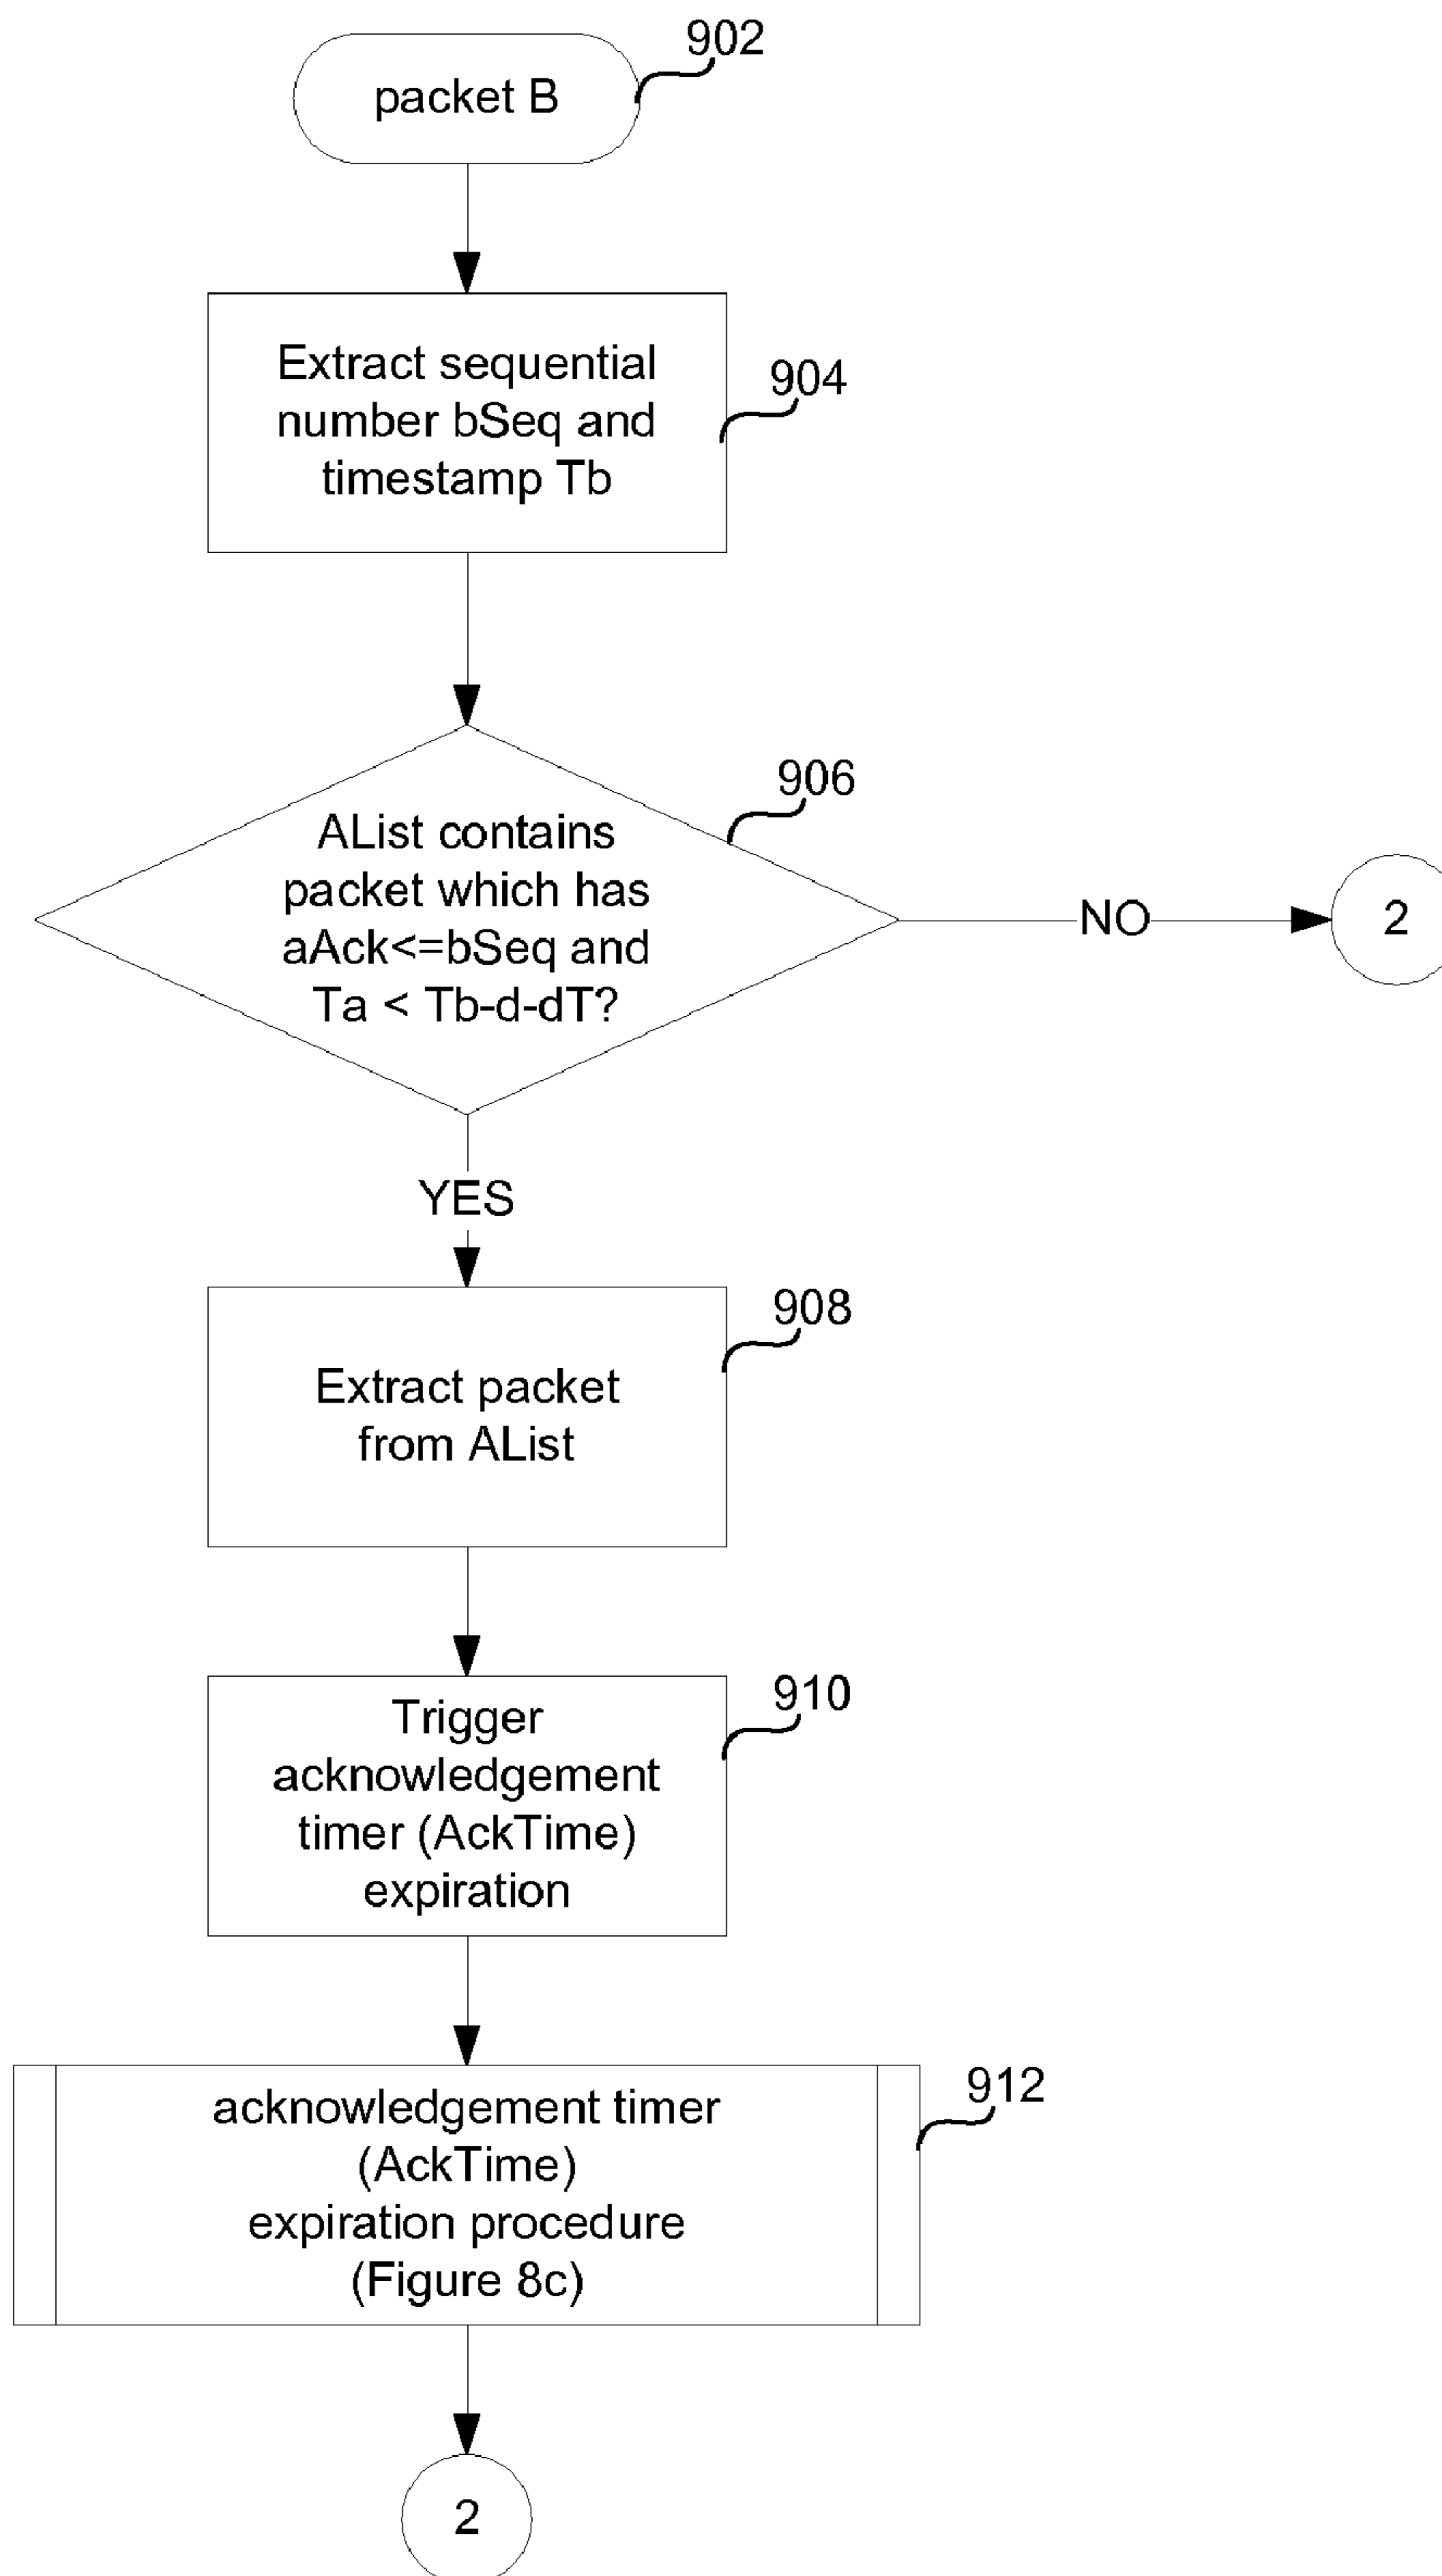 902
packet B
904
Extract sequential
number bSeq and
timestamp Tb
906
AList contains
packet which has
aAck<=bSeq and
Ta < Tb-d-dT?
NO
2
YES
908
Extract packet
from AList
910
Trigger
acknowledgement
timer (AckTime)
expiration
912
acknowledgement timer
(AckTime)
expiration procedure
(Figure 8c)
2